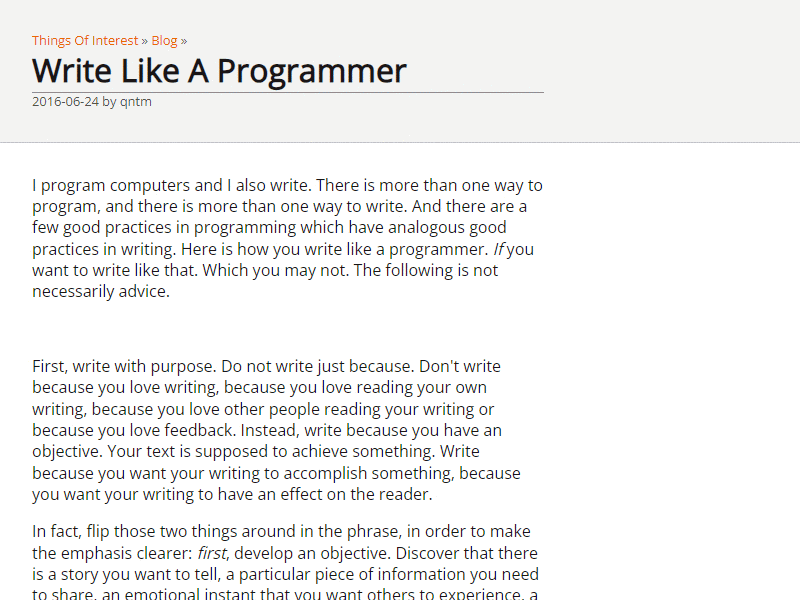 Things Of Interest » Blog »
Write Like A Programmer
2016-06-24 by qntm
I program computers and I also write. There is more than one way to
program, and there is more than one way to write. And there are a
few good practices in programming which have analogous good
practices in writing. Here is how you write like a programmer. If you
want to write like that. Which you may not. The following is not
necessarily advice.
First, write with purpose. Do not write just because. Don't write
because you love writing, because you love reading your own
writing, because you love other people reading your writing or
because you love feedback. Instead, write because you have an
objective. Your text is supposed to achieve something. Write
because you want your writing to accomplish something, because
you want your writing to have an effect on the reader.
In fact, flip those two things around in the phrase, in order to make
the emphasis clearer: first, develop an objective. Discover that there
is a story you want to tell, a particular piece of information you need
to share, an emotional instant that you want others to experience, a